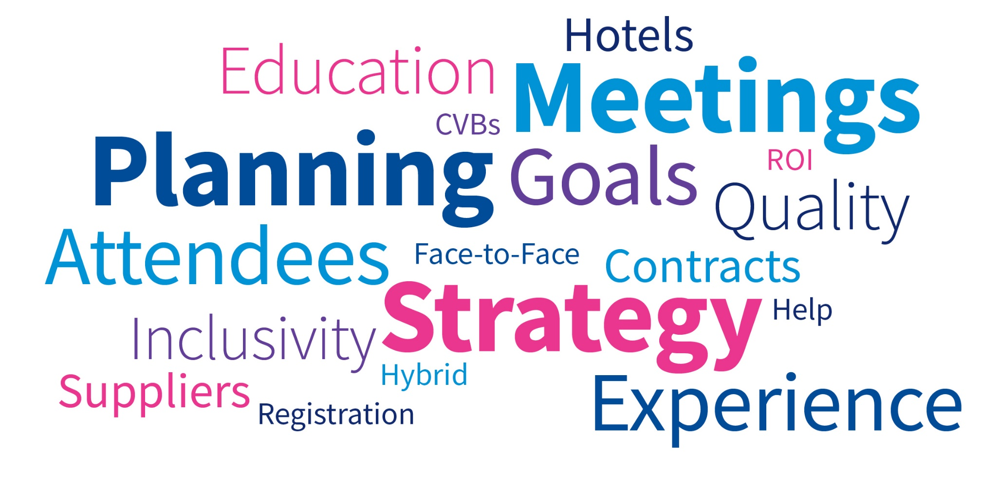 Hotels
Education
Meetings
CVBs
Planning
Goals
ROI
Quality
Attendees
Face-to-Face
Contracts
Strategy
Help
Inclusivity
Hybrid
Suppliers
Experience
Registration